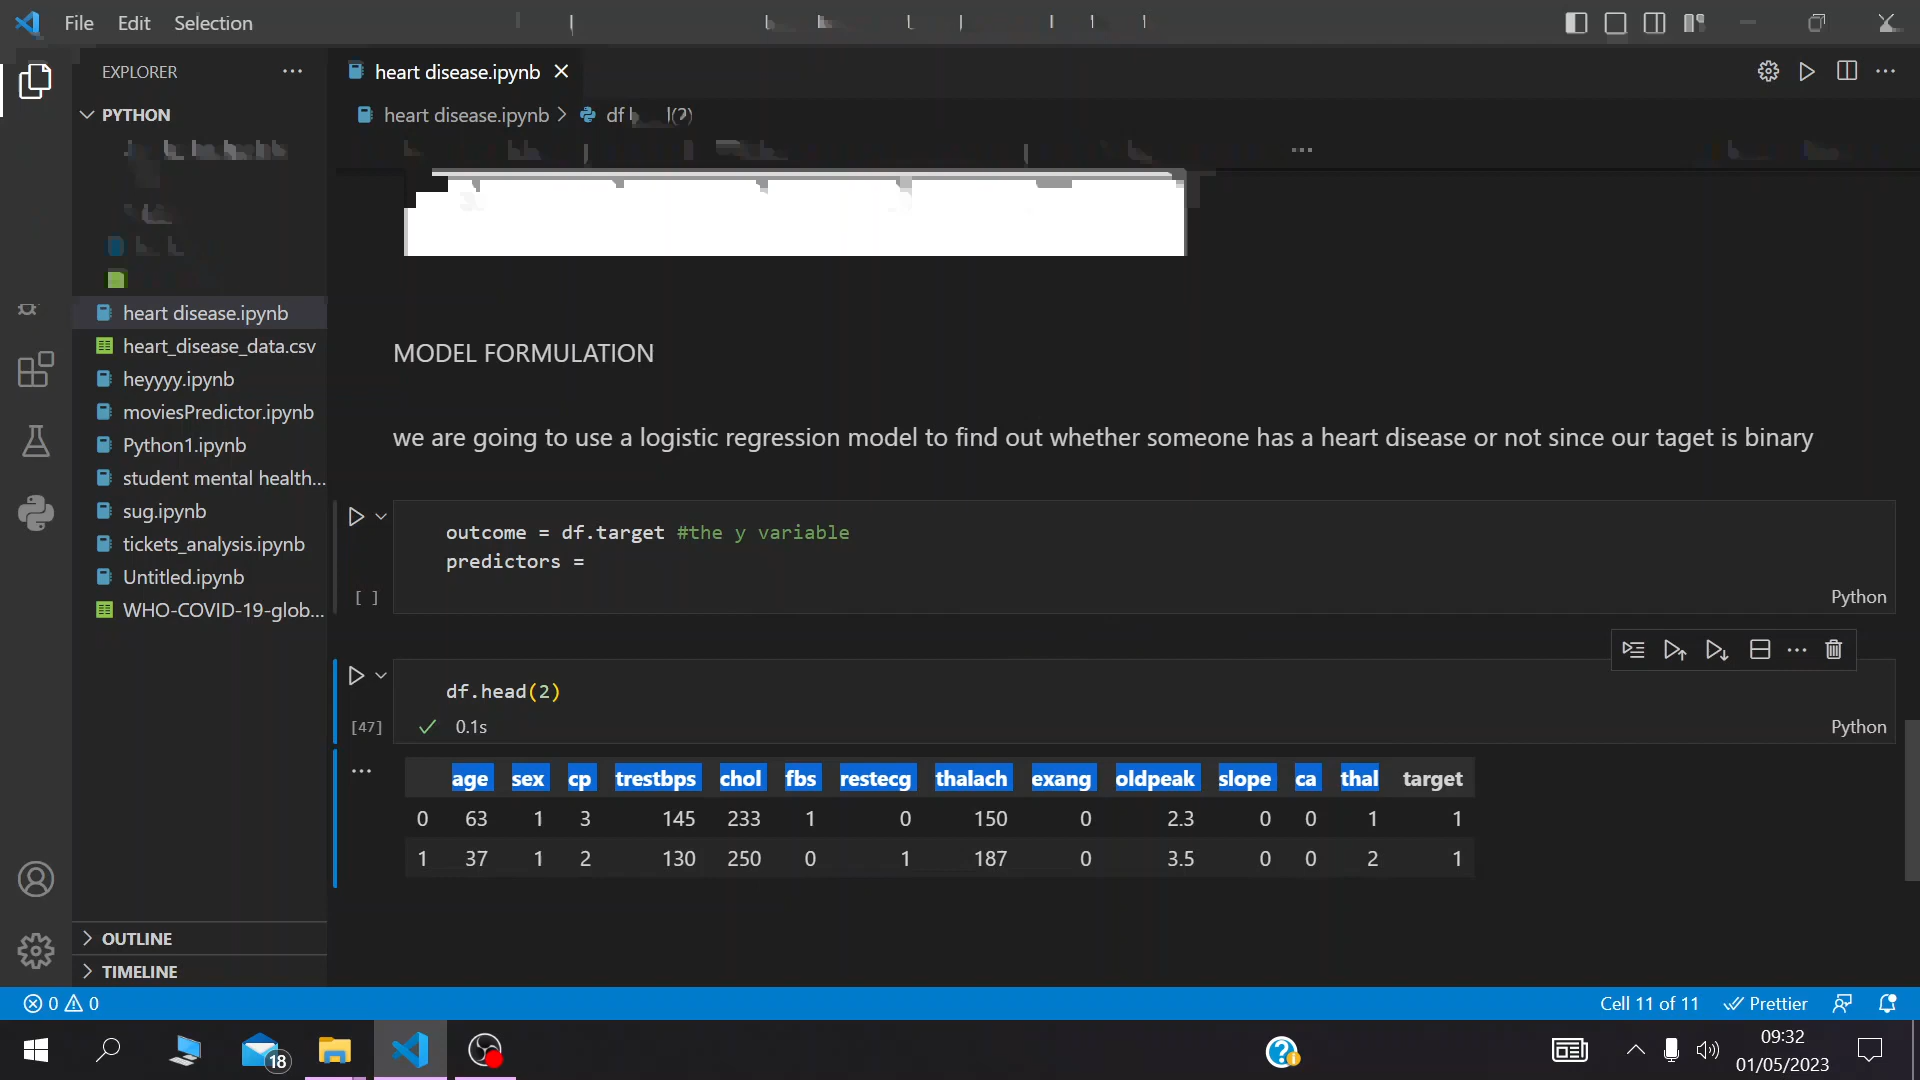 File Edit Selection
EXPLORER
heart disease.ipynb
PYTHON
heart disease.ipynb > df
heart disease.ipynb
heart_disease_data.csv
heyyyy.ipynb
moviesPredictor.ipynb
Python1.ipynb
student mental health...
sug.ipynb
tickets_analysis.ipynb
Untitled.ipynb
WHO-COVID-19-glob...
OUTLINE
TIMELINE
MODEL FORMULATION
we are going to use a logistic regression model to find out whether someone has a heart disease or not since our taget is binary
outcome = df.target #the y variable
predictors =
[ ]
Python
df.head(2)
[47] 0.1s
Python
age sex cp trestbps chol fbs restecg thalach exang oldpeak slope ca thal target
0 63 1 3 145 233 1 0 150 0 2.3 0 0 1 1
1 37 1 2 130 250 0 1 187 0 3.5 0 0 2 1
0 0 Cell 11 of 11 Prettier
18
09:32
01/05/2023